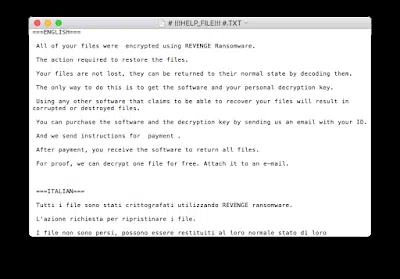 # !!!HELP_FILE!!! #.TXT
===ENGLISH===
All of your files were encrypted using REVENGE Ransomware.
The action required to restore the files.
Your files are not lost, they can be returned to their normal state by decoding them.
The only way to do this is to get the software and your personal decryption key.
Using any other software that claims to be able to recover your files will result in
corrupted or destroyed files.
You can purchase the software and the decryption key by sending us an email with your ID.
And we send instructions for payment .
After payment, you receive the software to return all files.
For proof, we can decrypt one file for free. Attach it to an e-mail.
===ITALIAN===
Tutti i file sono stati crittografati utilizzando REVENGE ransomware.
L'azione richiesta per ripristinare i file.
I file non sono persi, possono essere restituiti al loro normale stato di loro